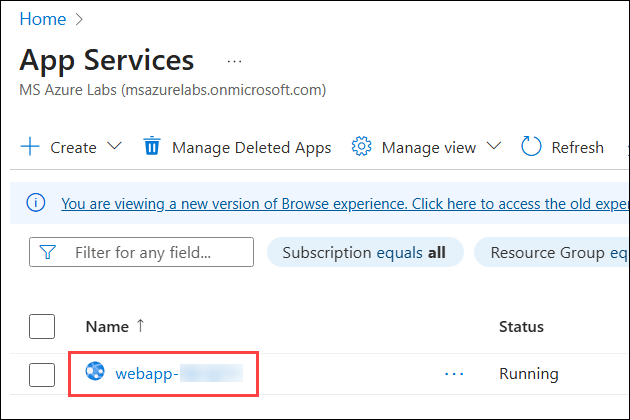 Home >
App Services ...
MS Azure Labs (msazurelabs.onmicrosoft.com)
Create Manage Deleted Apps Manage view Refresh
You are viewing a new version of Browse experience. Click here to access the old exper
Filter for any field... Subscription equals all Resource Group eq
Name ↑ Status
webapp- ... Running